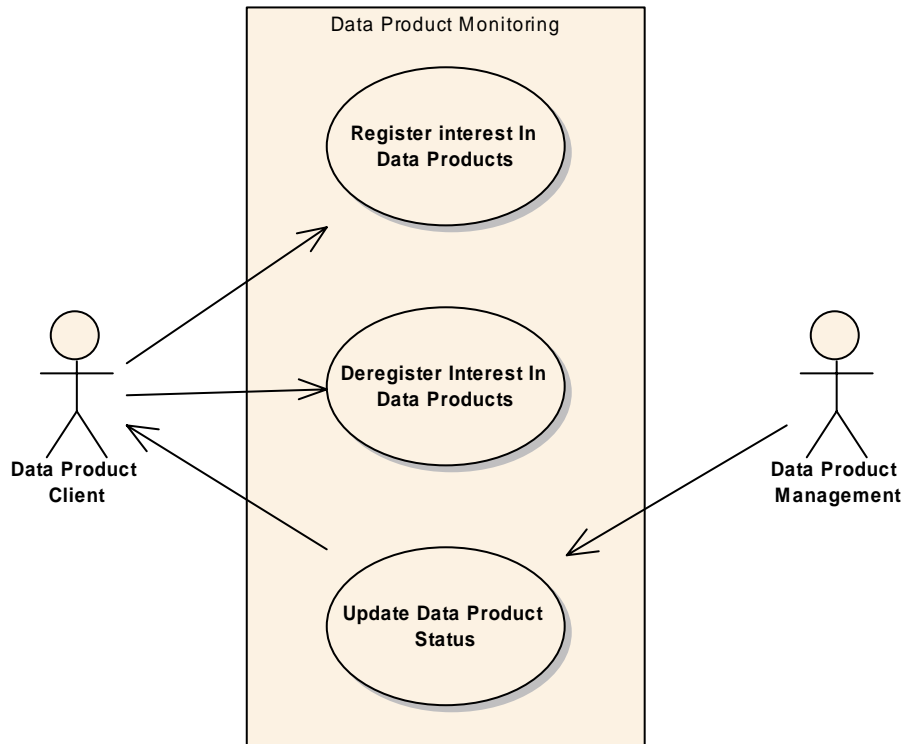 Data Product Monitoring
Register interest In
Data Products
Deregister Interest In
Data Products
Data Product
Client
Data Product
Management
Update Data Product
Status